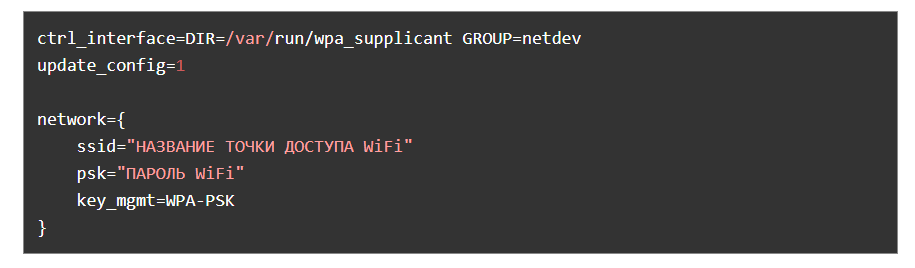 ctrl_interface=DIR=/var/run/wpa_supplicant GROUP=netdev
update_config=1
network={
ssid="НАЗВАНИЕ ТОЧКИ ДОСТУПА WiFi"
psk="ПАРОЛЬ WiFi"
key_mgmt=WPA-PSK
}